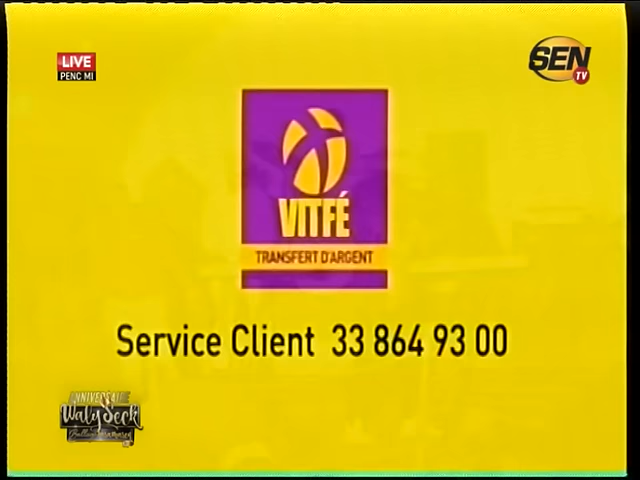 LIVE
PENC MI
SEN
TV
VITFÉ
TRANSFERT D'ARGENT
Service Client 33 864 93 00
ANNIVERSAIRE
Waly Seck